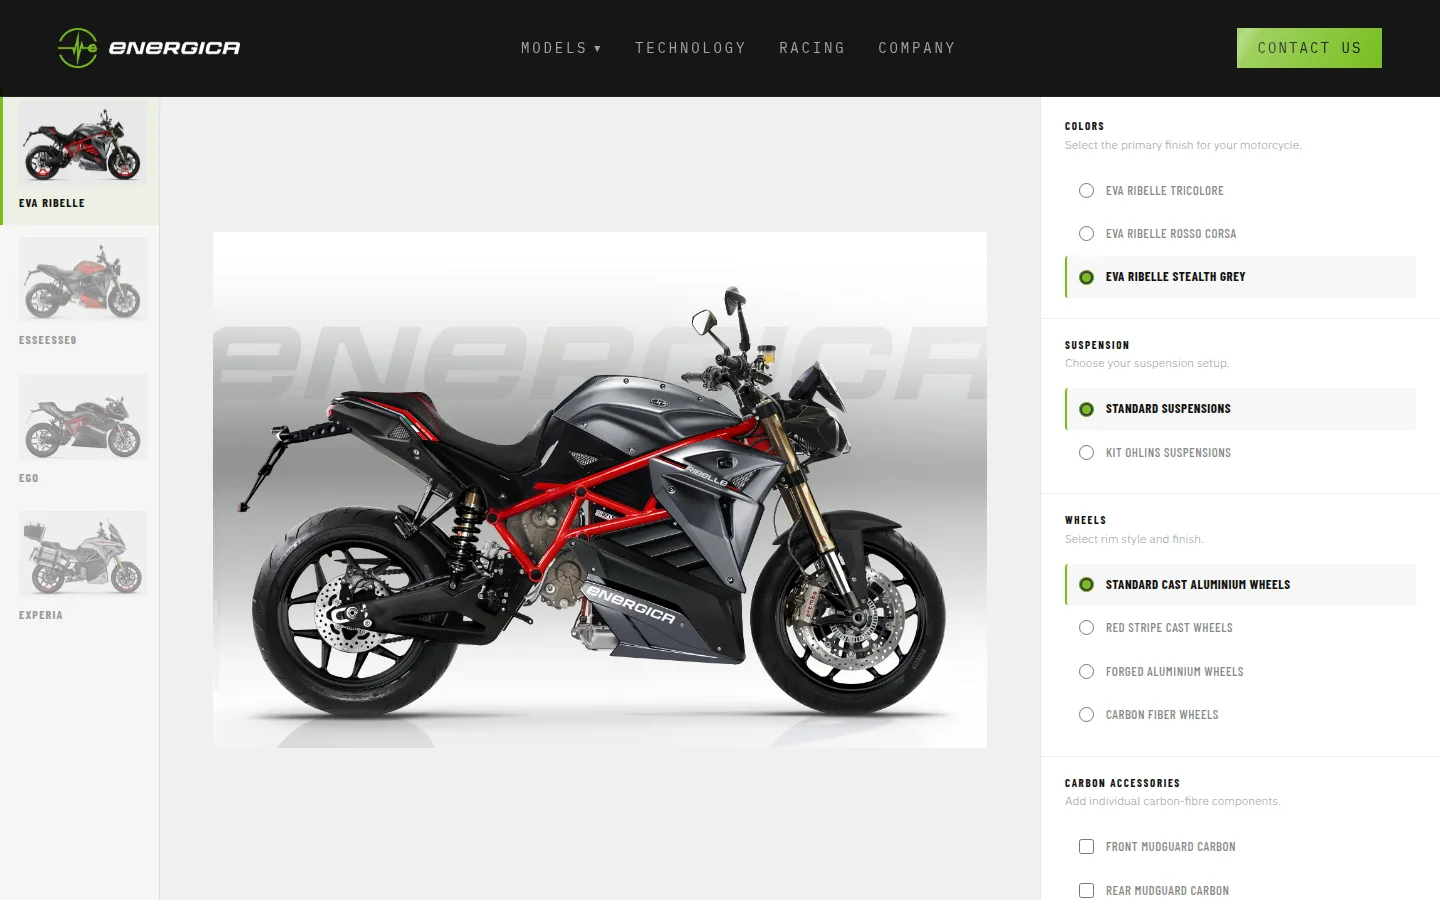 eNERGICA
MODELS ▾
TECHNOLOGY
RACING
COMPANY
CONTACT US
EVA RIBELLE
ESSEESSE9
EGO
EXPERIA
eNERGICA
RIBELLE
eNERGICA
brembo
COLORS
Select the primary finish for your motorcycle.
EVA RIBELLE TRICOLORE
EVA RIBELLE ROSSO CORSA
EVA RIBELLE STEALTH GREY
SUSPENSION
Choose your suspension setup.
STANDARD SUSPENSIONS
KIT OHLINS SUSPENSIONS
WHEELS
Select rim style and finish.
STANDARD CAST ALUMINIUM WHEELS
RED STRIPE CAST WHEELS
FORGED ALUMINIUM WHEELS
CARBON FIBER WHEELS
CARBON ACCESSORIES
Add individual carbon-fibre components.
FRONT MUDGUARD CARBON
REAR MUDGUARD CARBON